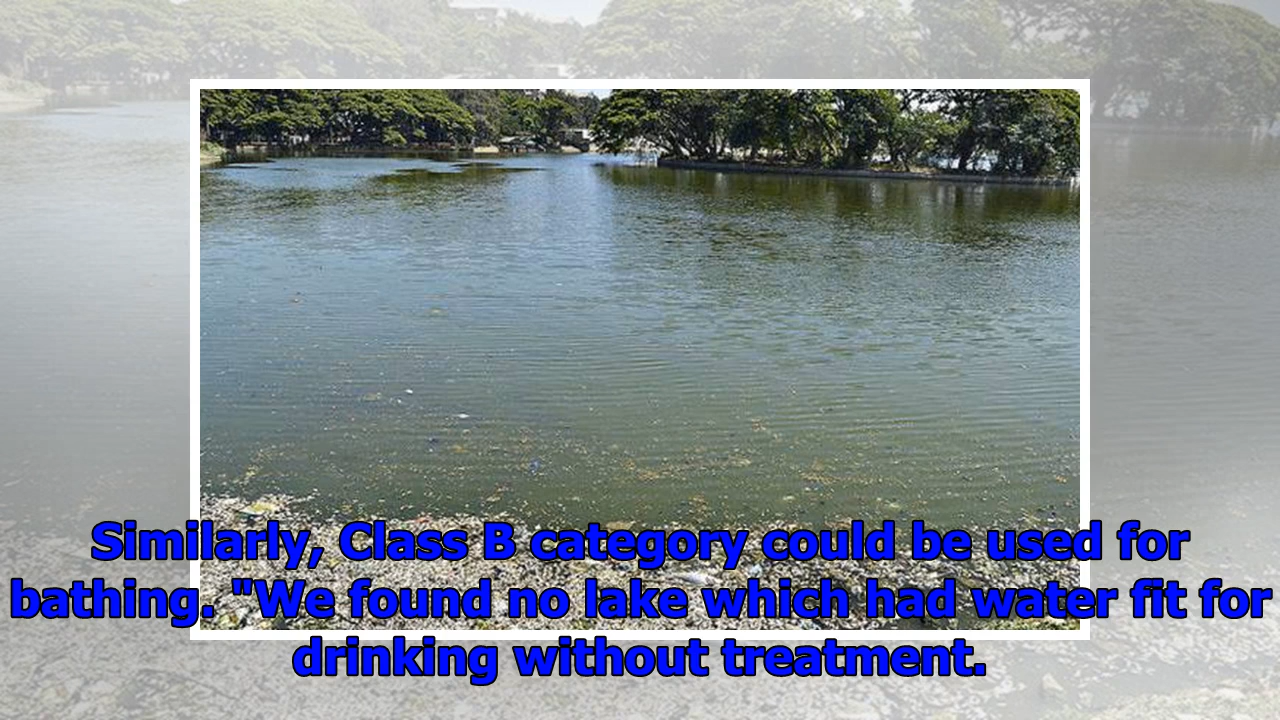 Similarly, Class B category could be used for
bathing. "We found no lake which had water fit for
drinking without treatment.